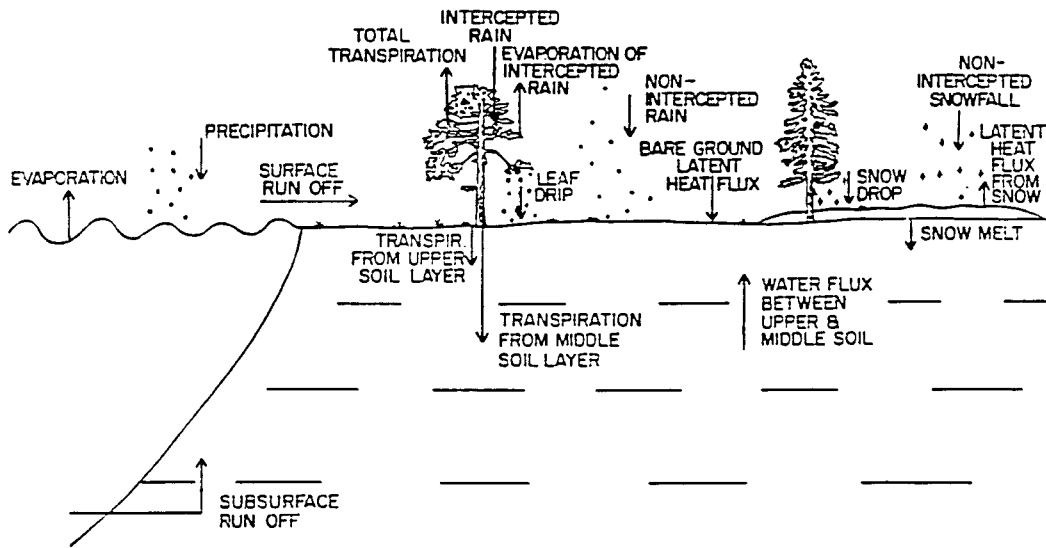 INTERCEPTED
RAIN
TOTAL
TRANSPIRATION
EVAPORATION OF
INTERCEPTED
RAIN
NON-
INTERCEPTED
RAIN
NON-
INTERCEPTED
SNOWFALL
PRECIPITATION
EVAPORATION
SURFACE
RUN OFF
LEAF
DRIP
BARE GROUND
LATENT
HEAT FLUX
SNOW
DROP
LATENT
HEAT
FLUX
FROM
SNOW
SNOW MELT
TRANSPIR.
FROM UPPER
SOIL LAYER
TRANSPIRATION
FROM MIDDLE
SOIL LAYER
WATER FLUX
BETWEEN
UPPER &
MIDDLE SOIL
SUBSURFACE
RUN OFF